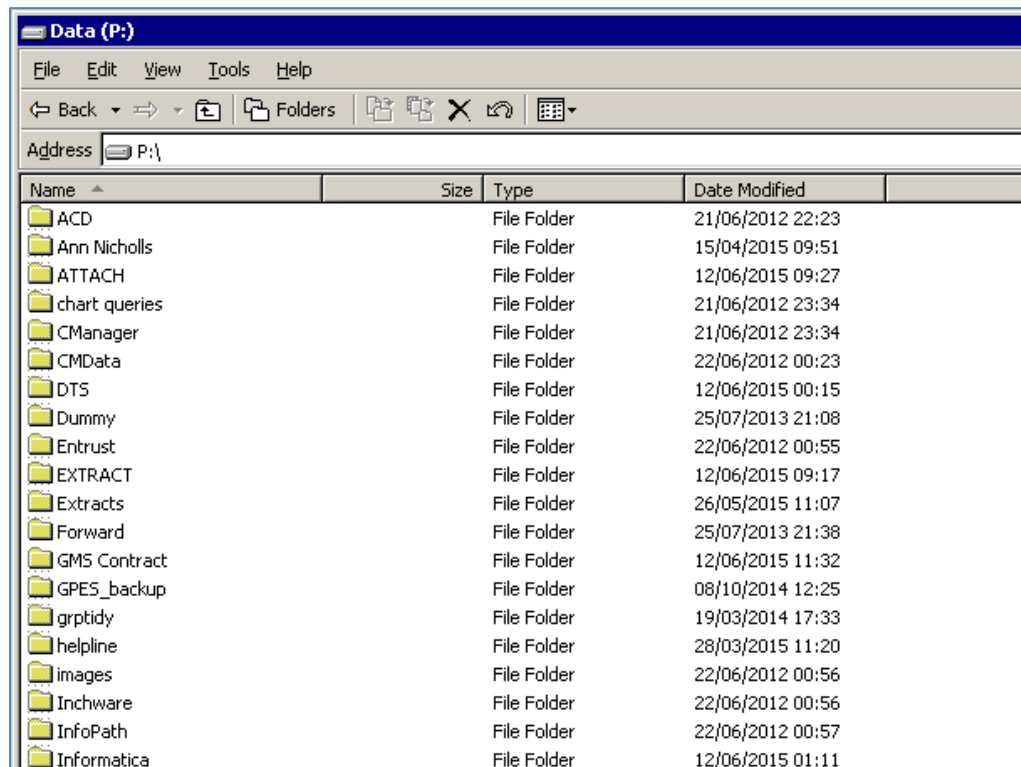 Data (P:)
File Edit View Tools Help
Back Folders
Address P:\
Name Size Type Date Modified
ACD File Folder 21/06/2012 22:23
Ann Nicholls File Folder 15/04/2015 09:51
ATTACH File Folder 12/06/2015 09:27
chart queries File Folder 21/06/2012 23:34
CManager File Folder 21/06/2012 23:34
CMData File Folder 22/06/2012 00:23
DTS File Folder 12/06/2015 00:15
Dummy File Folder 25/07/2013 21:08
Entrust File Folder 22/06/2012 00:55
EXTRACT File Folder 12/06/2015 09:17
Extracts File Folder 26/05/2015 11:07
Forward File Folder 25/07/2013 21:38
GMS Contract File Folder 12/06/2015 11:32
GPES_backup File Folder 08/10/2014 12:25
grptidy File Folder 19/03/2014 17:33
helpline File Folder 28/03/2015 11:20
images File Folder 22/06/2012 00:56
Inchware File Folder 22/06/2012 00:56
InfoPath File Folder 22/06/2012 00:57
Informatica File Folder 12/06/2015 01:11